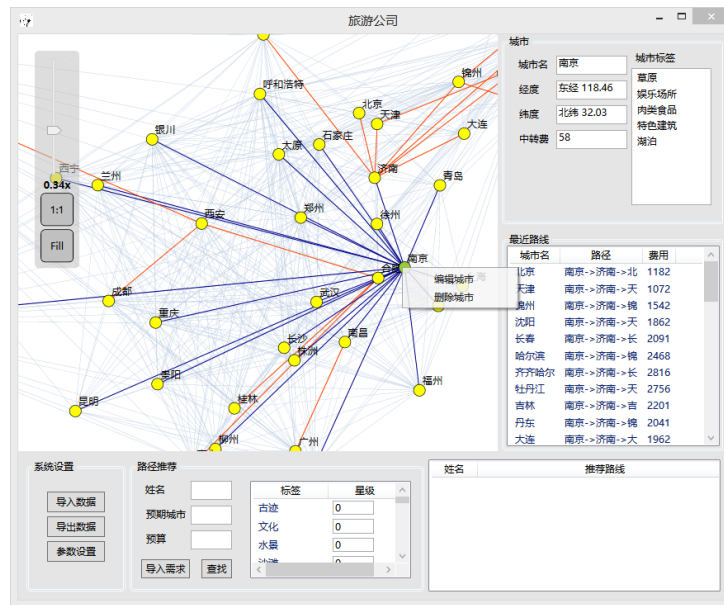 旅游公司
呼和浩特
锦州
北京
天津
大连
银川
石家庄
太原
西宁
兰州
济南
青岛
0.34x
1:1
Fill
西安
郑州
徐州
南京
合肥
海
编辑城市
删除城市
成都
重庆
武汉
长沙
株洲
南昌
贵阳
福州
昆明
桂林
柳州
广州
城市
城市名 南京
经度 东经 118.46
纬度 北纬 32.03
中转费 58
城市标签
草原
娱乐场所
肉类食品
特色建筑
湖泊
最近路线
城市名 路径 费用
北京 南京->济南->北 1182
天津 南京->济南->天 1072
锦州 南京->济南->锦 1542
沈阳 南京->济南->天 1862
长春 南京->济南->长 2091
哈尔滨 南京->济南->锦 2468
齐齐哈尔 南京->济南->长 2816
牡丹江 南京->济南->天 2756
吉林 南京->济南->吉 2201
丹东 南京->济南->锦 2041
大连 南京->济南->大 1962
系统设置
导入数据
导出数据
参数设置
路径推荐
姓名
预期城市
预算
导入需求 查找
标签 星级
古迹 0
文化 0
水景 0
沙滩 0
姓名 推荐路线